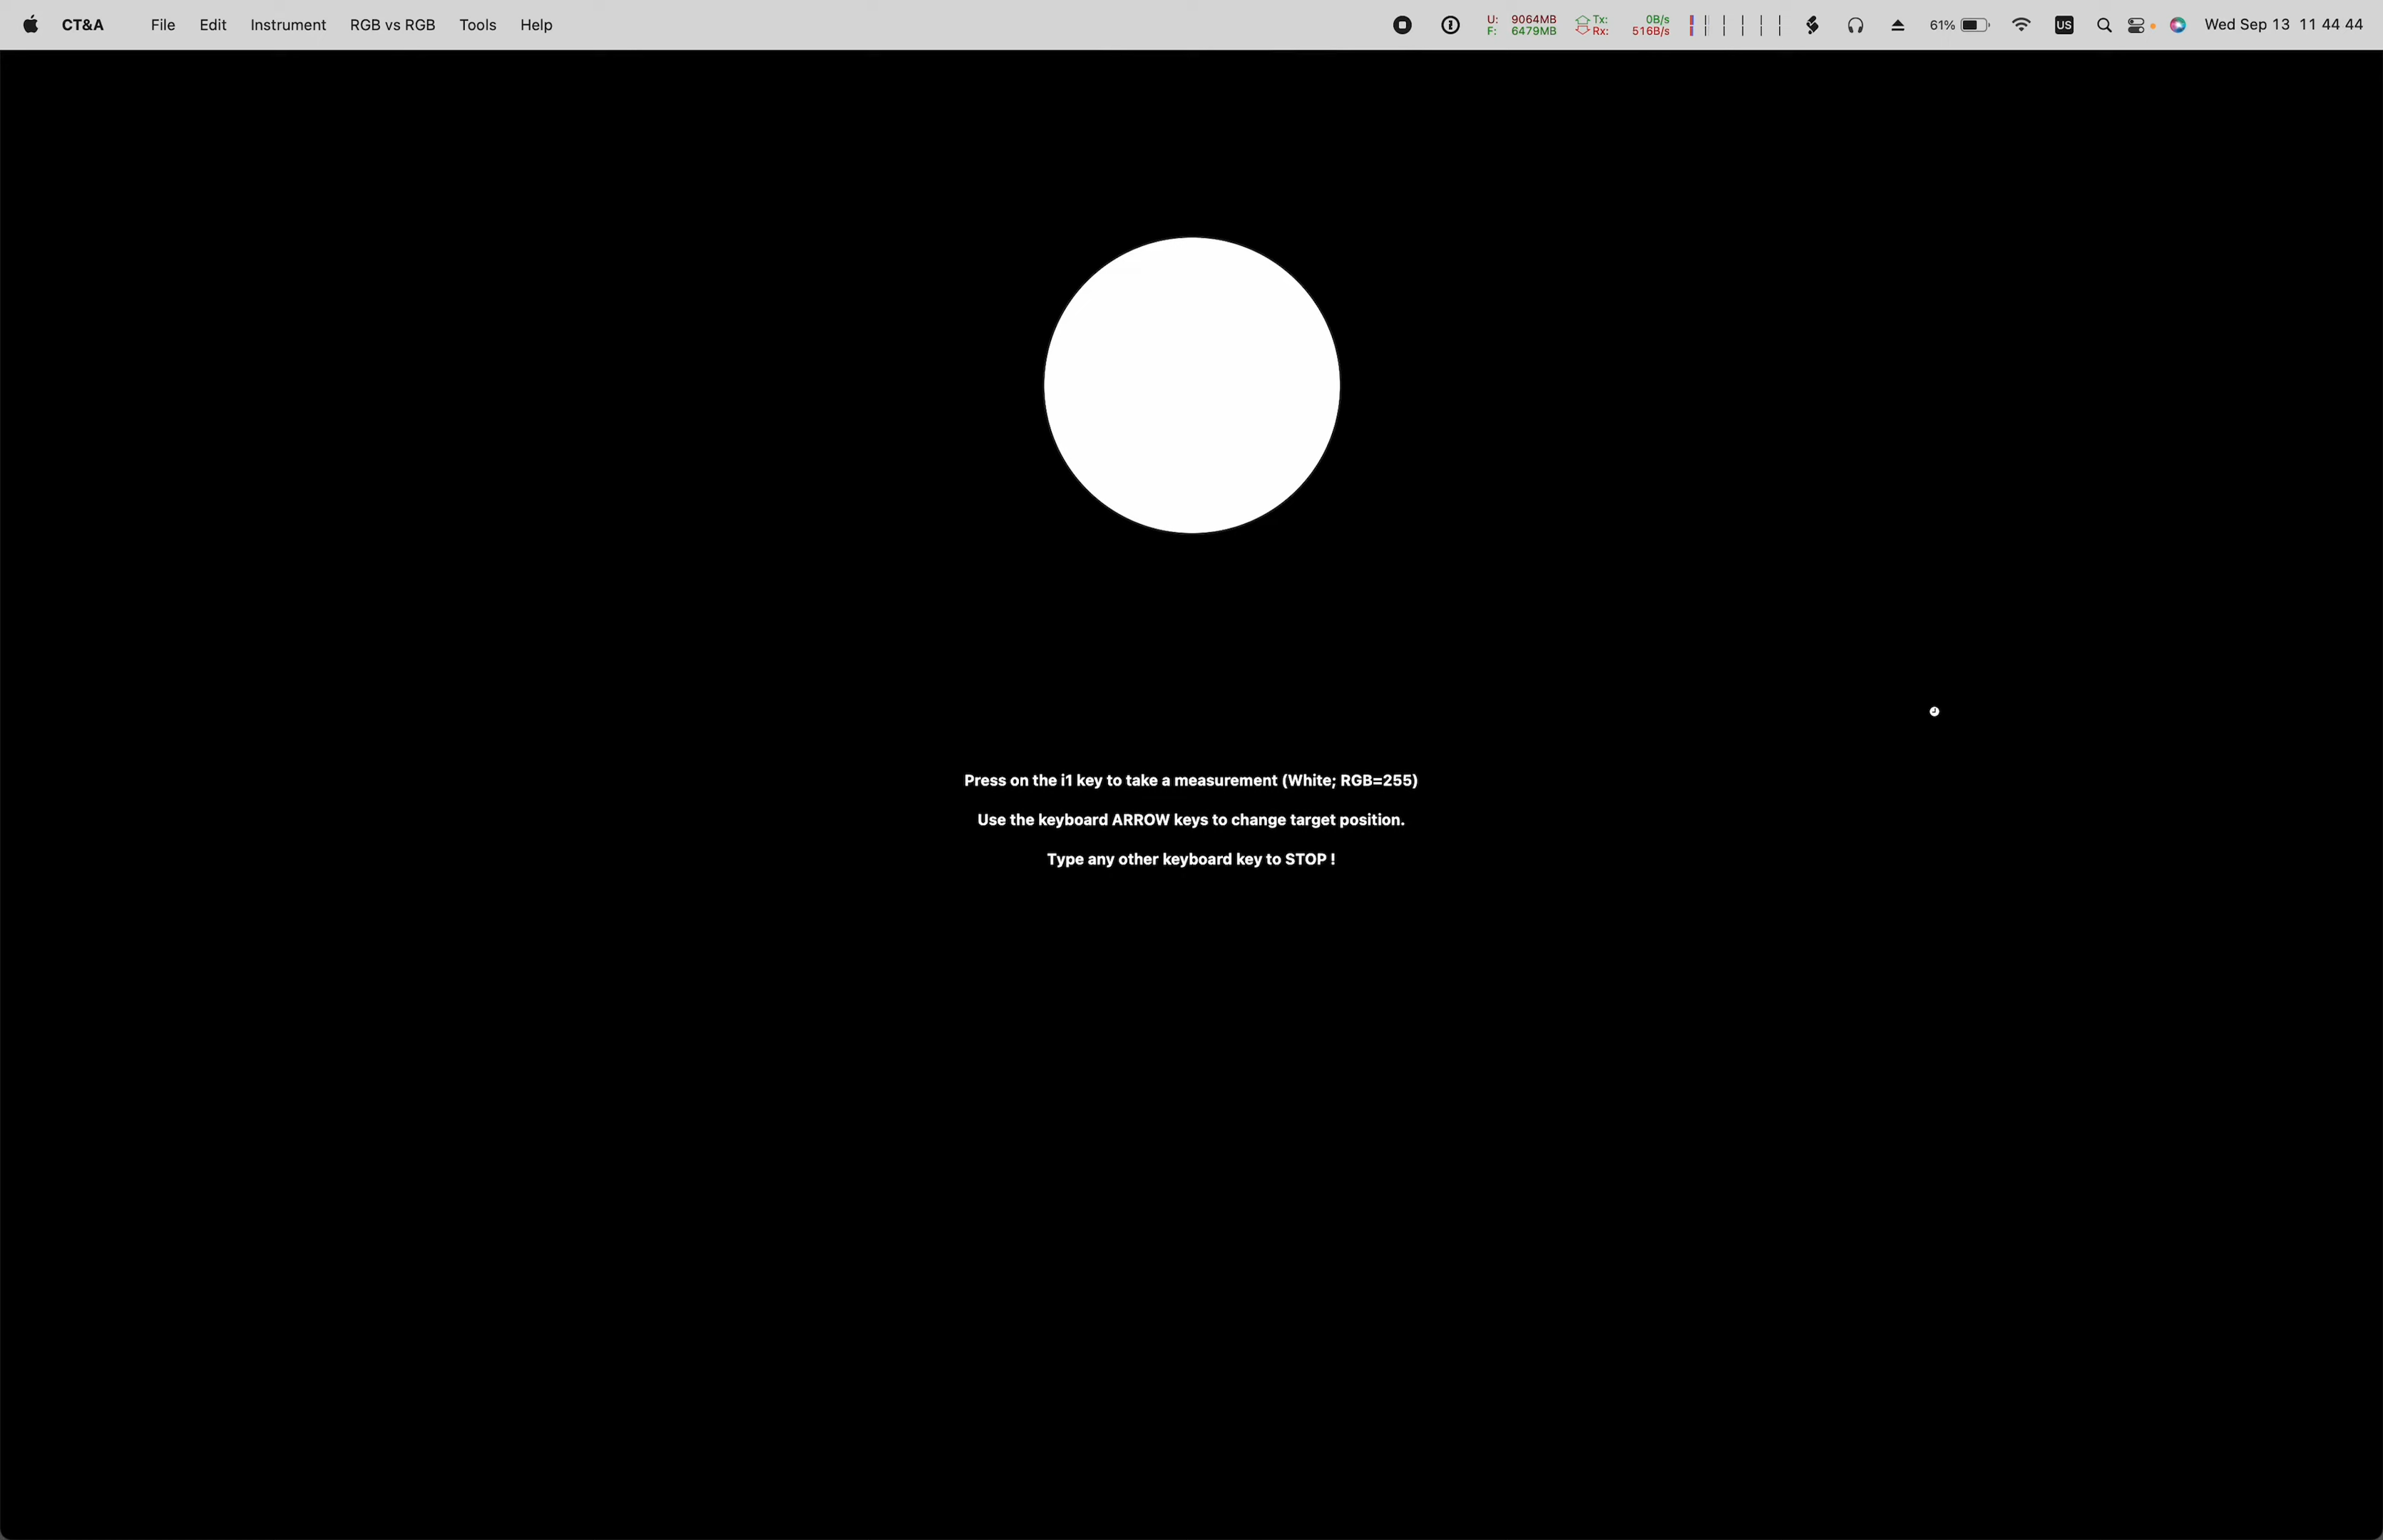 CT&A File Edit Instrument RGB vs RGB Tools Help U: 9064MB Tx: 0B/s 61% US Wed Sep 13 11 44 44
F: 6479MB Rx: 516B/s
Press on the i1 key to take a measurement (White; RGB=255)
Use the keyboard ARROW keys to change target position.
Type any other keyboard key to STOP !